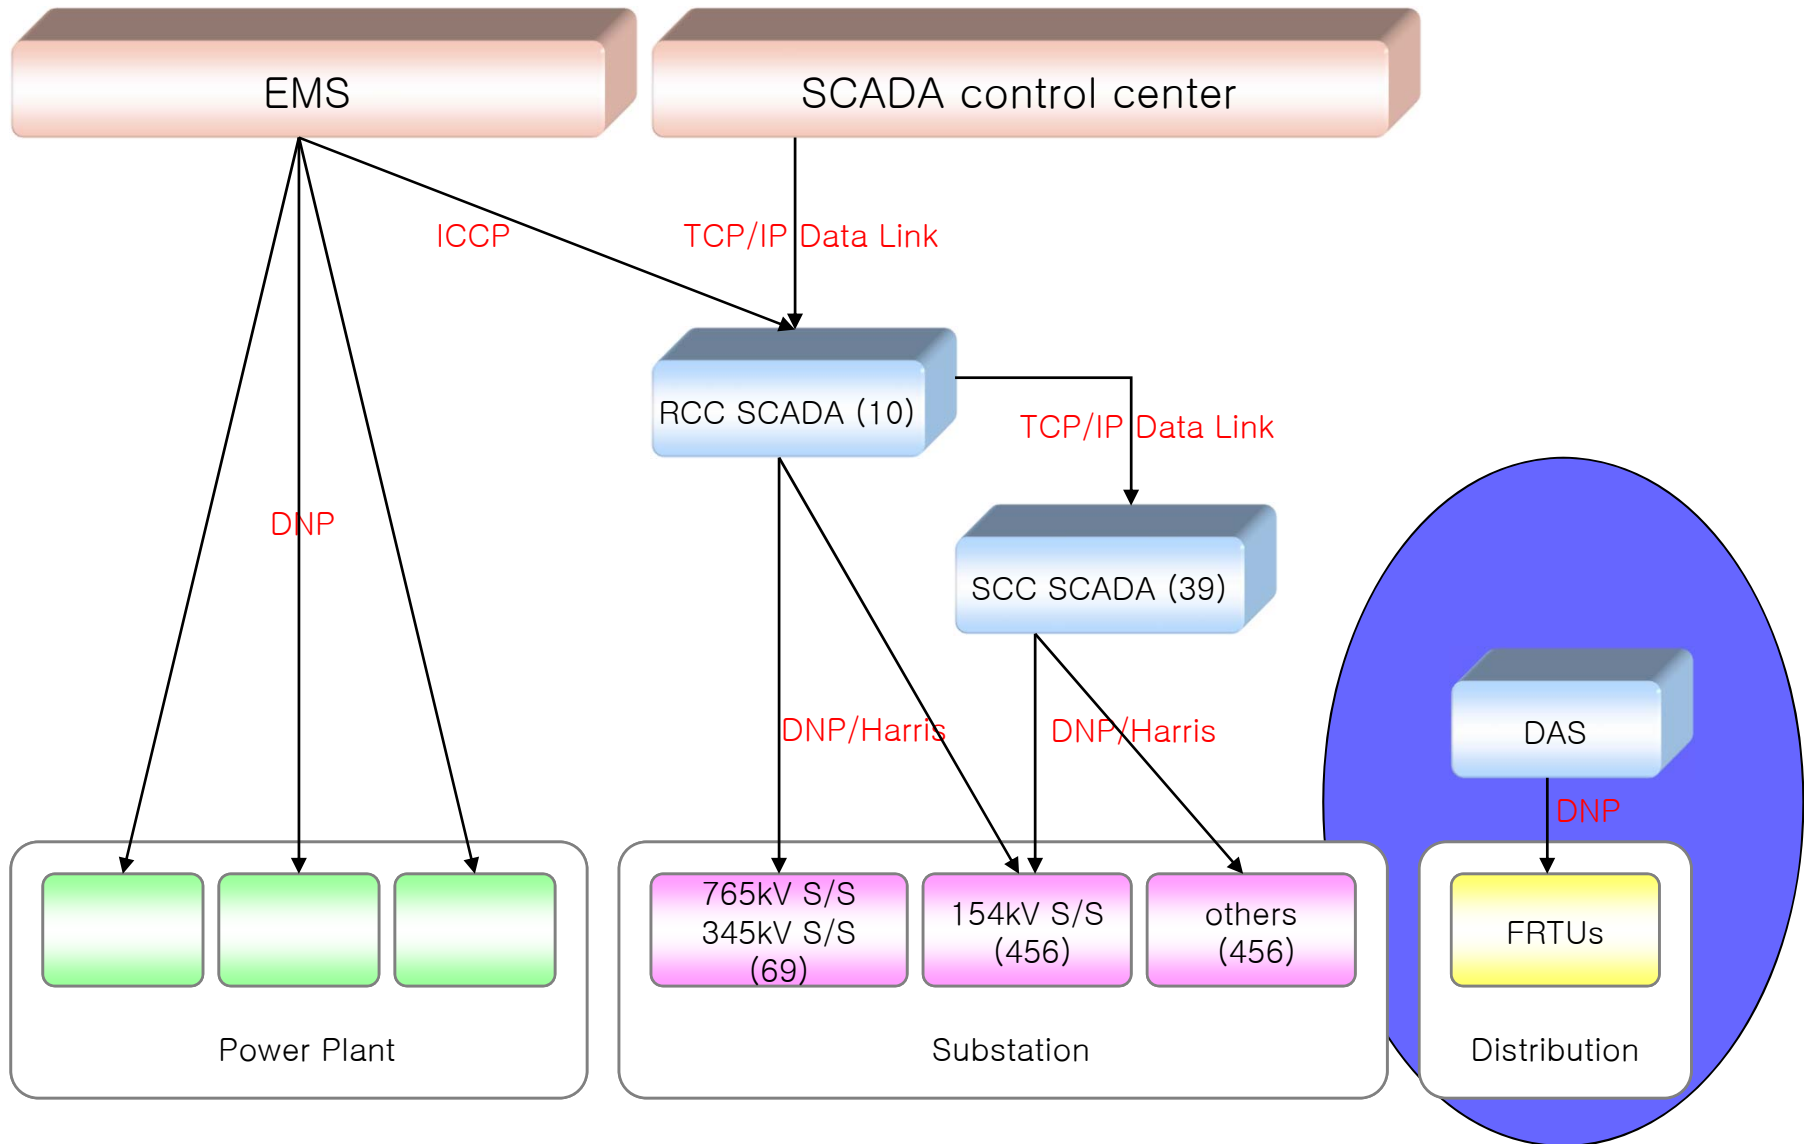 EMS
SCADA control center
ICCP
TCP/IP Data Link
RCC SCADA (10)
TCP/IP Data Link
DNP
SCC SCADA (39)
DNP/Harris
DNP/Harris
DAS
DNP
765kV S/S
345kV S/S
(69)
154kV S/S
(456)
others
(456)
FRTUs
Power Plant
Substation
Distribution